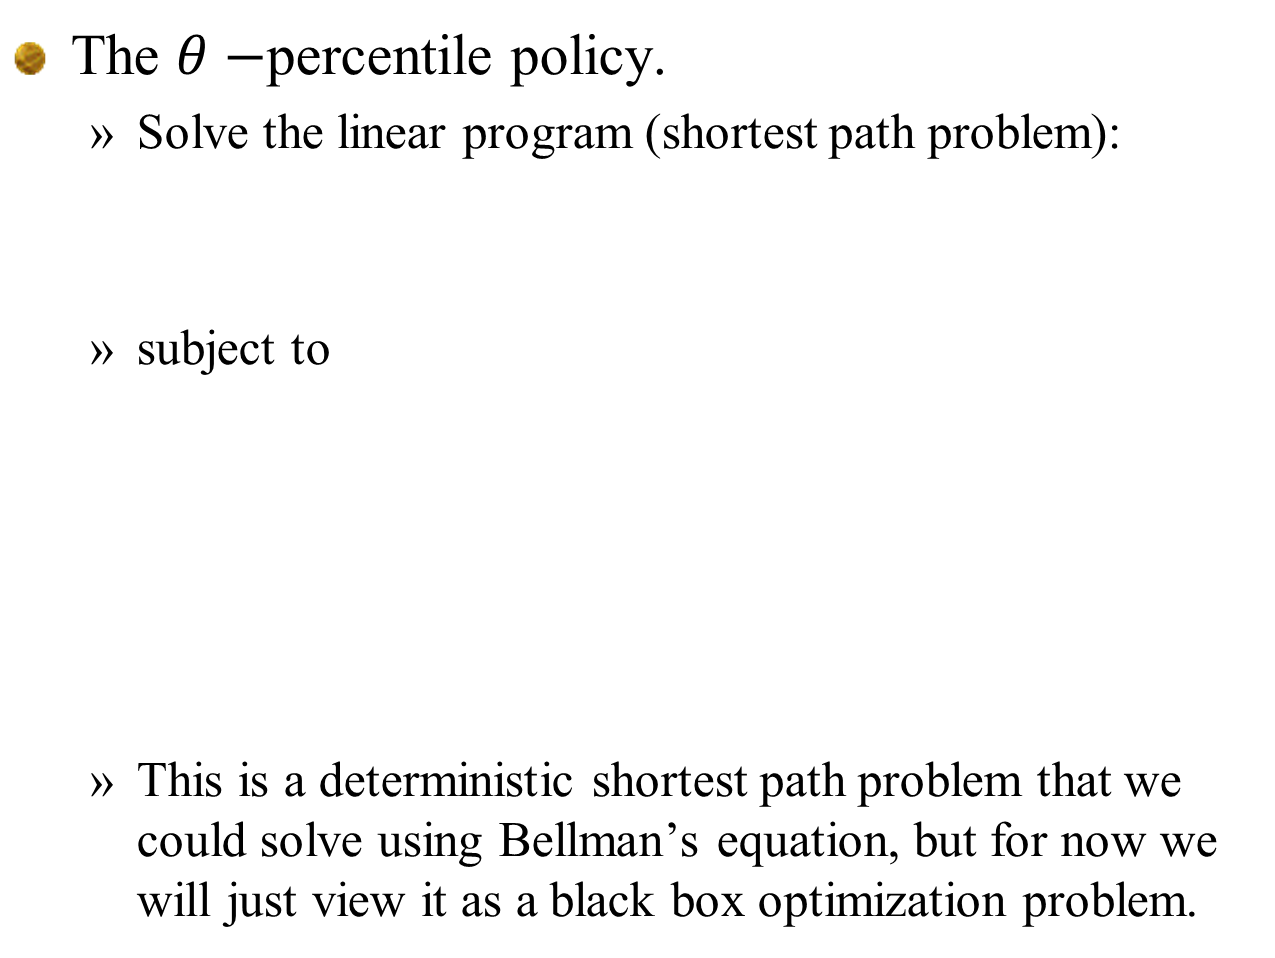 The 𝜃 −percentile policy.
» Solve the linear program (shortest path problem):
» subject to
» This is a deterministic shortest path problem that we
could solve using Bellman’s equation, but for now we
will just view it as a black box optimization problem.